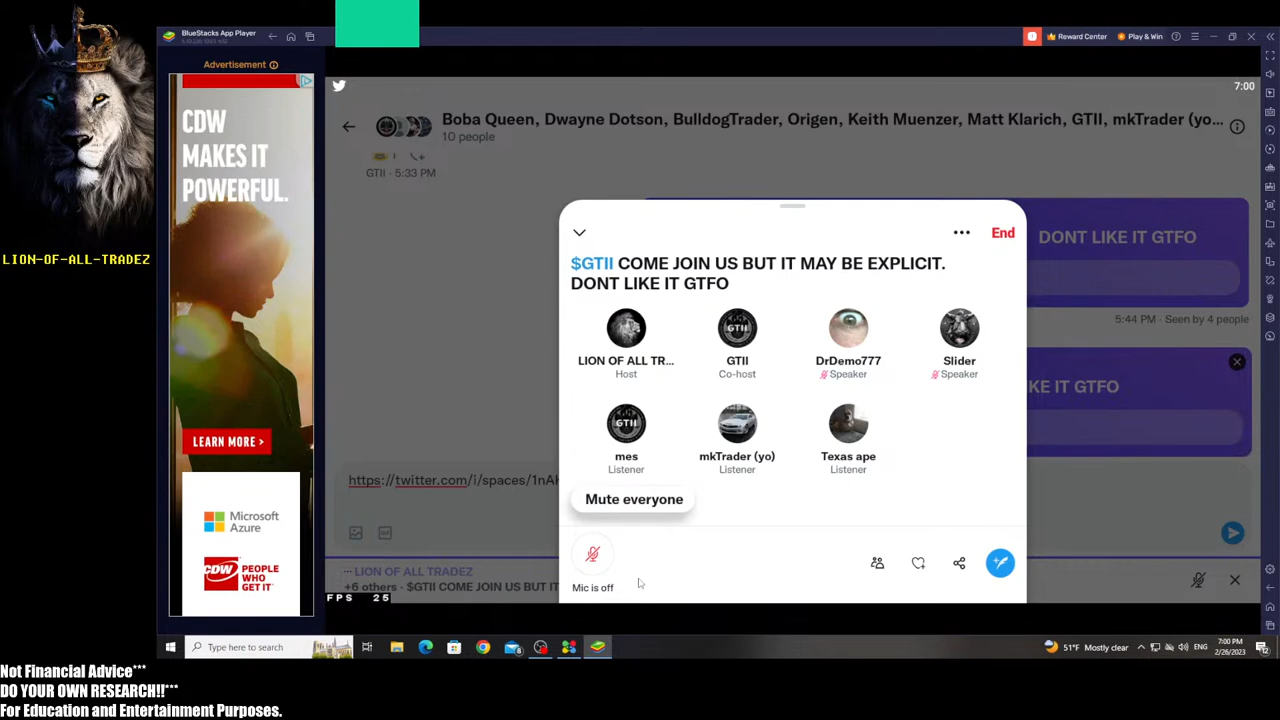 BlueStacks App Player
Reward Center
Play & Win
Advertisement
CDW
MAKES IT
POWERFUL.
LEARN MORE >
Microsoft
Azure
CDW
PEOPLE
WHO
GET IT
LION-OF-ALL-TRADEZ
7:00
Boba Queen, Dwayne Dotson, BulldogTrader, Origen, Keith Muenzer, Matt Klarich, GTII, mkTrader (yo...
10 people
1
GTII - 5:33 PM
DONT LIKE IT GTFO
5:44 PM · Seen by 4 people
KE IT GTFO
End
$GTII COME JOIN US BUT IT MAY BE EXPLICIT.
DONT LIKE IT GTFO
LION OF ALL TR...
Host
GTII
Co-host
DrDemo777
Speaker
Slider
Speaker
GTII
mes
Listener
mkTrader (yo)
Listener
Texas ape
Listener
Mute everyone
https://twitter.com/i/spaces/1nA
Mic is off
LION OF ALL TRADEZ
+6 others - $GTII COME JOIN US BUT IT
FPS 25
Type here to search
51°F Mostly clear
ENG
7:00 PM
2/26/2023
Not Financial Advice***
DO YOUR OWN RESEARCH!!***
For Education and Entertainment Purposes.